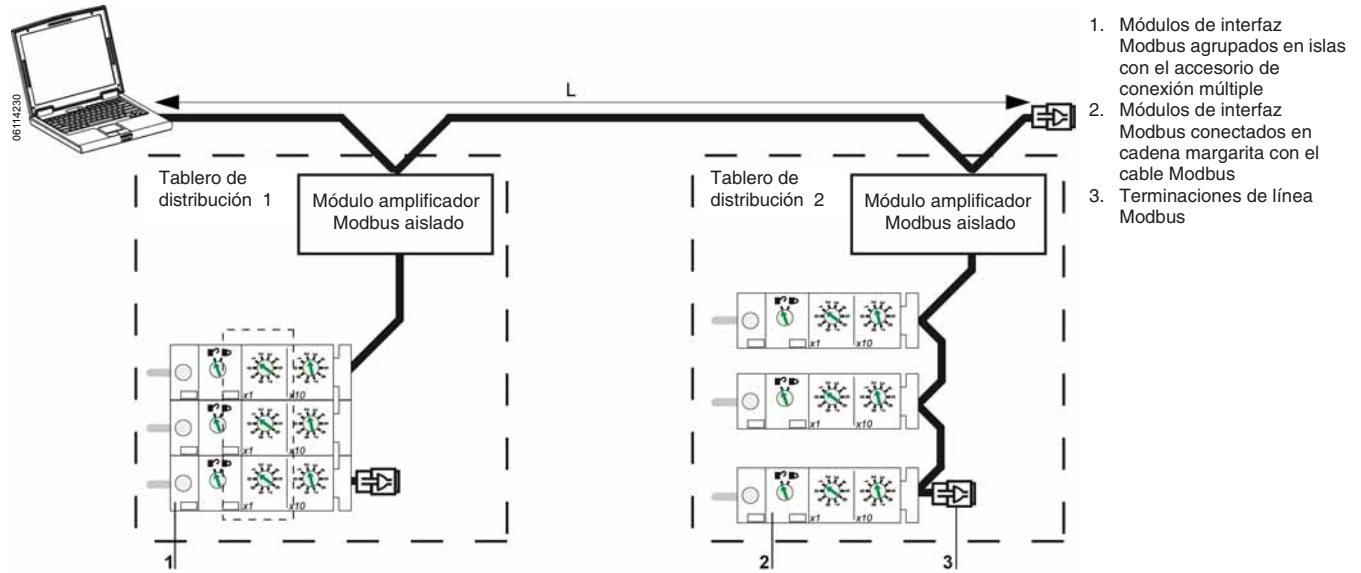 06114230
L
Tablero de
distribución 1
Módulo amplificador
Modbus aislado
x1 x10
x1 x10
x1 x10
1
Tablero de
distribución 2
Módulo amplificador
Modbus aislado
x1 x10
x1 x10
x1 x10
2
3
1. Módulos de interfaz
Modbus agrupados en islas
con el accesorio de
conexión múltiple
2. Módulos de interfaz
Modbus conectados en
cadena margarita con el
cable Modbus
3. Terminaciones de línea
Modbus